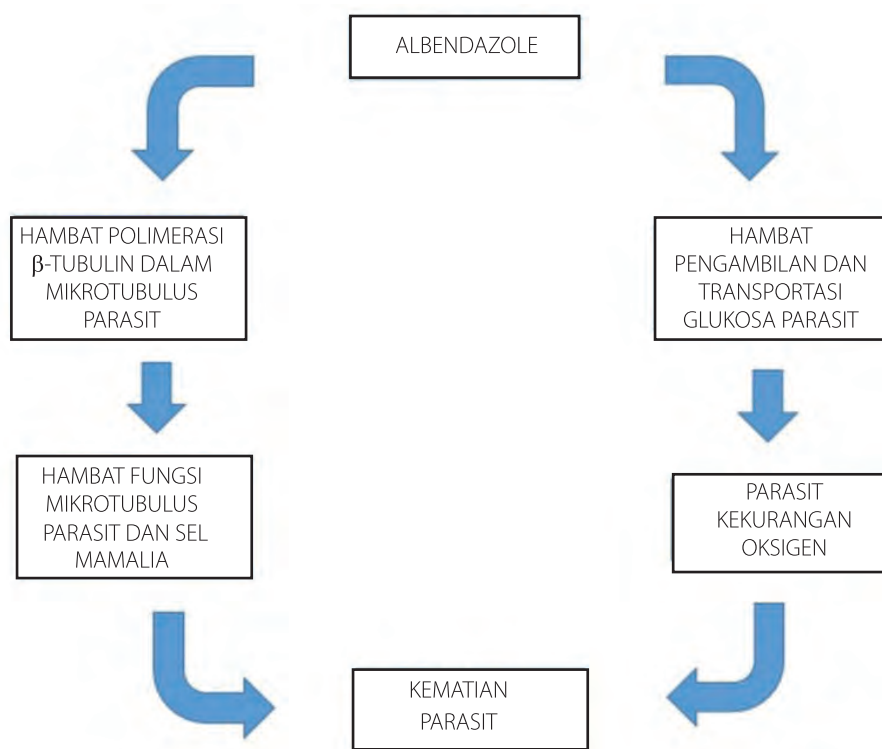 ALBENDAZOLE
HAMBAT POLIMERASI
β-TUBULIN DALAM
MIKROTUBULUS
PARASIT
HAMBAT
PENGAMBILAN DAN
TRANSPORTASI
GLUKOSA PARASIT
HAMBAT FUNGSI
MIKROTUBULUS
PARASIT DAN SEL
MAMALIA
PARASIT
KEKURANGAN
OKSIGEN
KEMATIAN
PARASIT